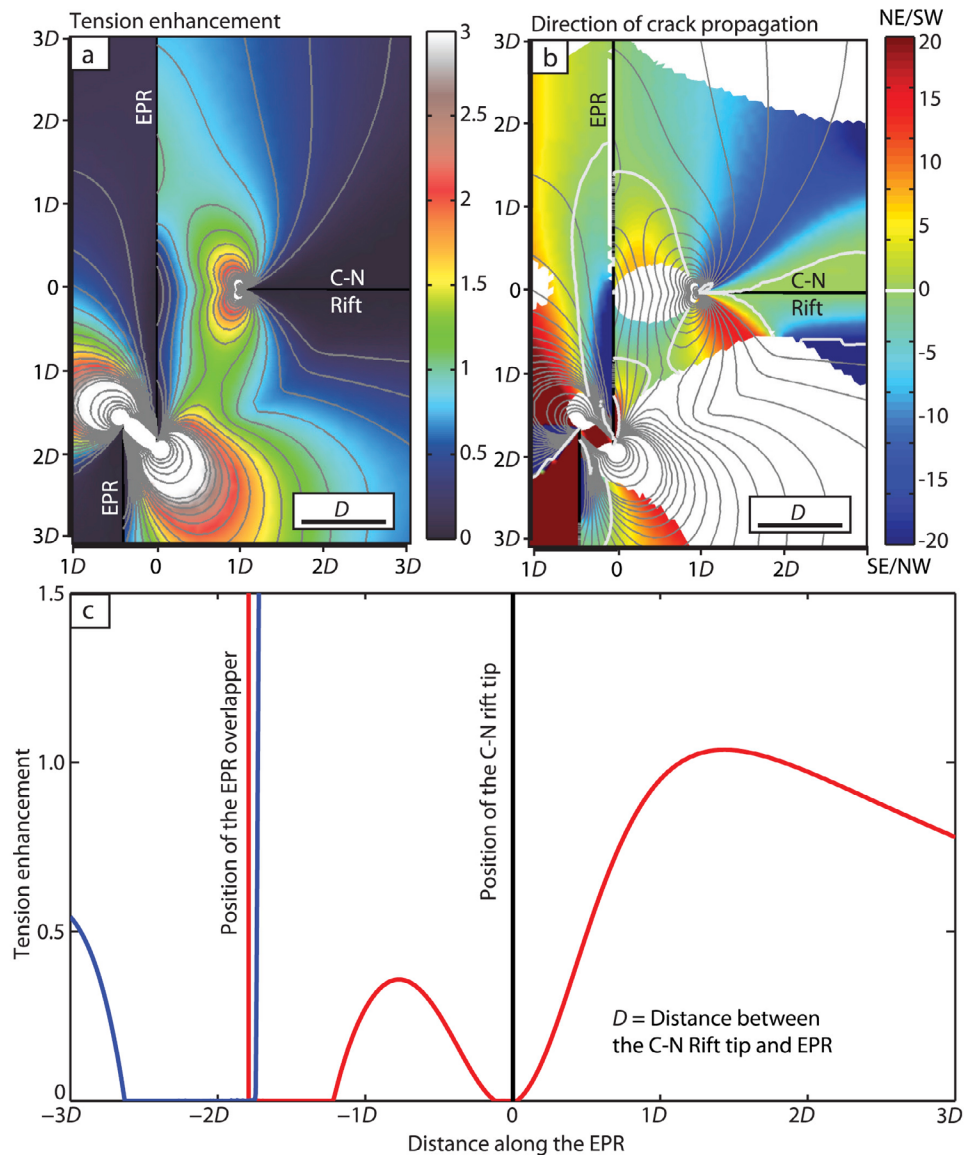 Tension enhancement
a
EPR
C-N
Rift
EPR
D
3D
2D
1D
0
1D
2D
3D
1D
0
1D
2D
3D
3
2.5
2
1.5
1
0.5
0
Direction of crack propagation
NE/SW
b
EPR
C-N
Rift
D
3D
2D
1D
0
1D
2D
3D
1D
0
1D
2D
3D
20
15
10
5
0
-5
-10
-15
-20
SE/NW
c
Tension enhancement
1.5
1.0
0.5
0
Position of the EPR overlapper
Position of the C-N rift tip
D = Distance between
the C-N Rift tip and EPR
−3D
−2D
−1D
0
1D
2D
3D
Distance along the EPR